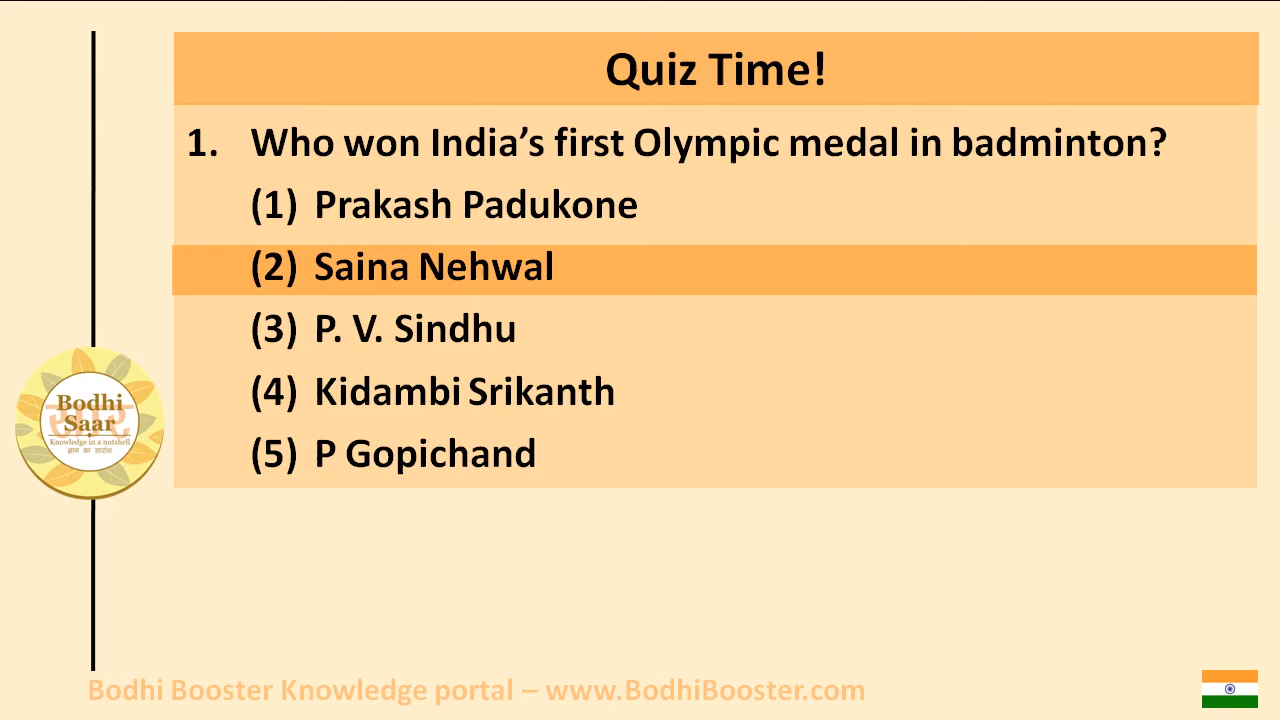 Quiz Time!
1. Who won India’s first Olympic medal in badminton?
(1) Prakash Padukone
(2) Saina Nehwal
(3) P. V. Sindhu
(4) Kidambi Srikanth
(5) P Gopichand
सार
Bodhi
Saar
Knowledge in a nutshell
ज्ञान का सारांश
Bodhi Booster Knowledge portal – www.BodhiBooster.com